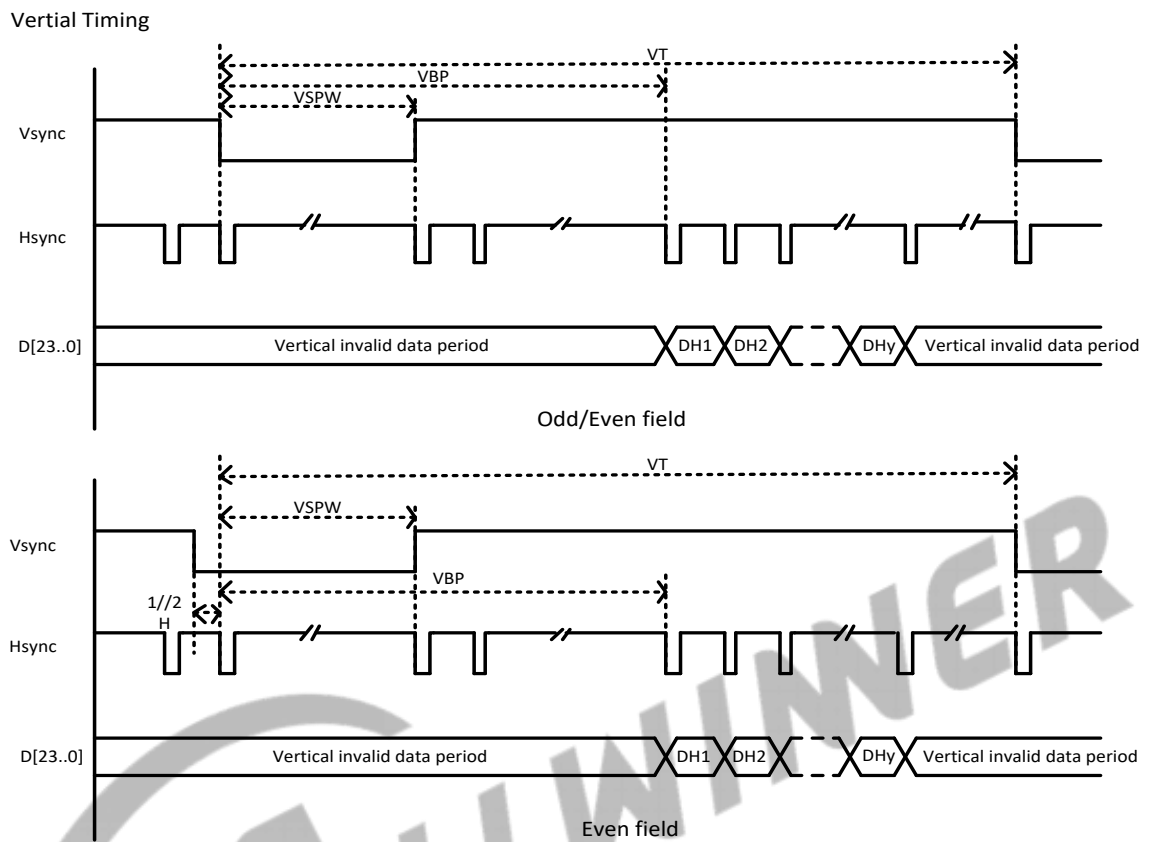 Vertial Timing
VT
VBP
VSPW
Vsync
Hsync
D[23..0]
Vertical invalid data period
DH1
DH2
DHy
Vertical invalid data period
Odd/Even field
VT
VSPW
Vsync
VBP
1//2
H
Hsync
D[23..0]
Vertical invalid data period
DH1
DH2
DHy
Vertical invalid data period
Even field
ALLWINNER